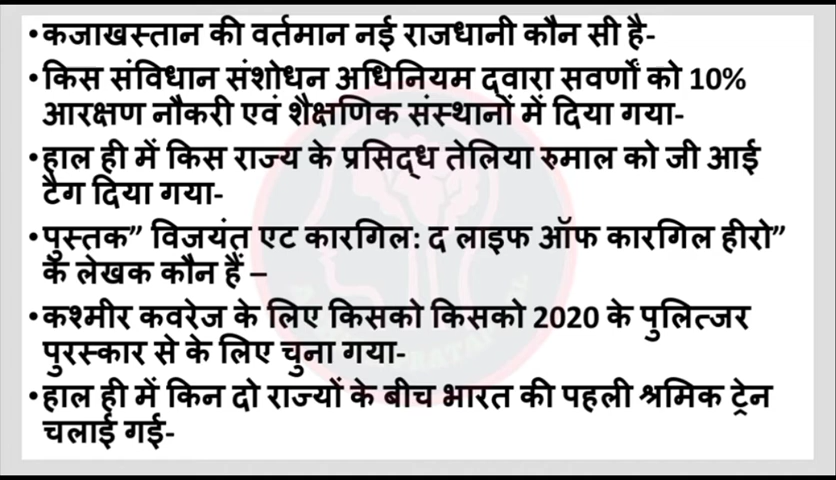 •कजाखस्तान की वर्तमान नई राजधानी कौन सी है-
•किस संविधान संशोधन अधिनियम द्वारा सवर्णों को 10%
आरक्षण नौकरी एवं शैक्षणिक संस्थानों में दिया गया-
•हाल ही में किस राज्य के प्रसिद्ध तेलिया रुमाल को जी आई
टैग दिया गया-
•पुस्तक” विजयंत एट कारगिल: द लाइफ ऑफ कारगिल हीरो”
के लेखक कौन हैं –
•कश्मीर कवरेज के लिए किसको किसको 2020 के पुलित्जर
पुरस्कार से के लिए चुना गया-
•हाल ही में किन दो राज्यों के बीच भारत की पहली श्रमिक ट्रेन
चलाई गई-